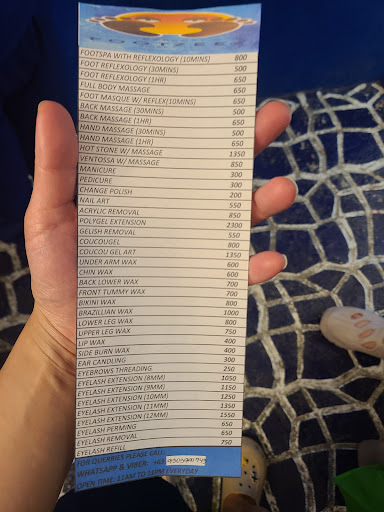 FOOTSPA WITH REFLEXOLOGY (10MINS) 800
FOOT REFLEXOLOGY (30MINS) 500
FOOT REFLEXOLOGY (1HR) 650
FULL BODY MASSAGE 650
FOOT MASQUE W/ REFLEX(10MINS) 650
BACK MASSAGE (30MINS) 500
BACK MASSAGE (1HR) 650
HAND MASSAGE (30MINS) 500
HAND MASSAGE (1HR) 650
HOT STONE W/ MASSAGE 1350
VENTOSSA W/ MASSAGE 850
MANICURE 300
PEDICURE 300
CHANGE POLISH 200
NAIL ART 550
ACRYLIC REMOVAL 850
POLYGEL EXTENSION 2300
GELISH REMOVAL 550
COUCOUGEL 800
COUCOU GEL ART 1350
UNDER ARM WAX 600
CHIN WAX 600
BACK LOWER WAX 700
FRONT TUMMY WAX 700
BIKINI WAX 800
BRAZILLIAN WAX 1000
LOWER LEG WAX 800
UPPER LEG WAX 750
LIP WAX 400
SIDE BURN WAX 400
EAR CANDLING 300
EYEBROWS THREADING 250
EYELASH EXTENSION (8MM) 1050
EYELASH EXTENSION (9MM) 1150
EYELASH EXTENSION (10MM) 1250
EYELASH EXTENSION (11MM) 1350
EYELASH EXTENSION (12MM) 1550
EYELASH PERMING 650
EYELASH REMOVAL 650
EYELASH REFILL 750
FOR QUERRIES PLEASE CALL:
WHATSAPP & VIBER:
OPEN TIME: 11AM TO 11PM EVERYDAY